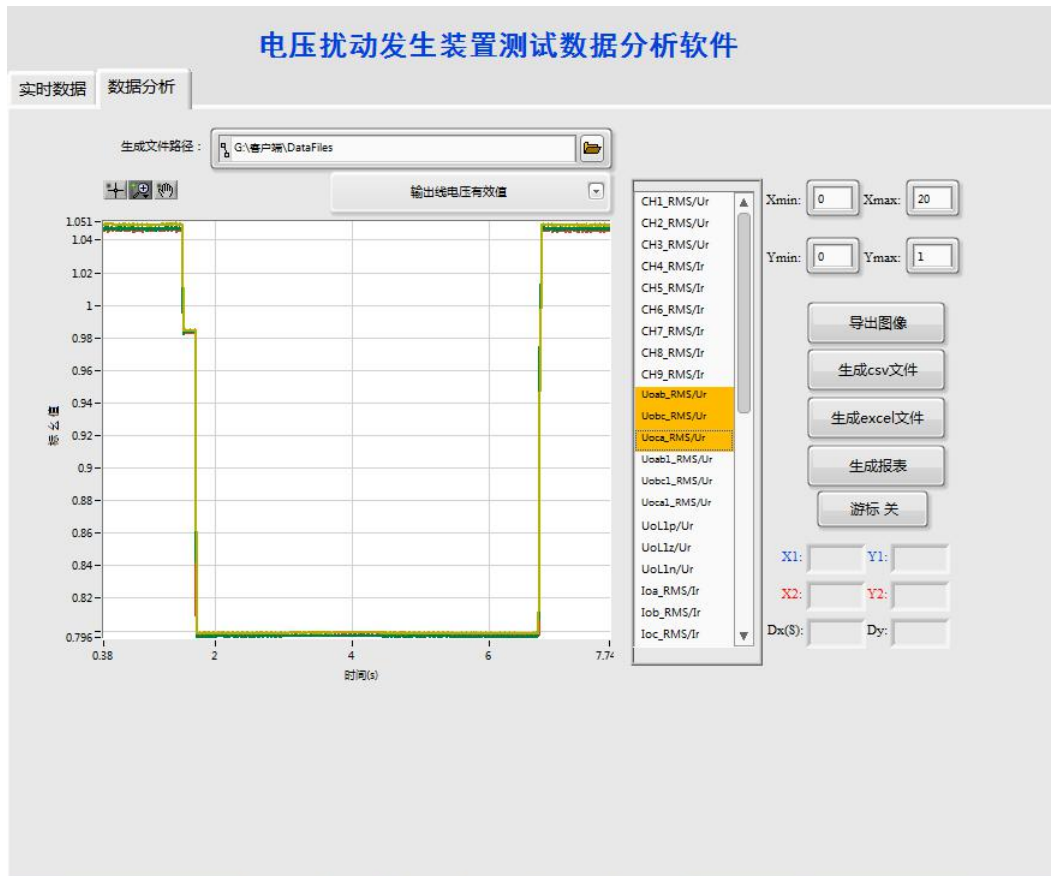 电压扰动发生装置测试数据分析软件
实时数据 数据分析
生成文件路径： G:\客户端\DataFiles
输出线电压有效值
Xmin: 0 Xmax: 20
Ymin: 0 Ymax: 1
1.051
1.04
1.02
1
0.98
0.96
0.94
0.92
0.9
0.88
0.86
0.84
0.82
0.796
标么值
0.38 2 4 6 7.74
时间(s)
CH1_RMS/Ur
CH2_RMS/Ur
CH3_RMS/Ur
CH4_RMS/Ir
CH5_RMS/Ir
CH6_RMS/Ir
CH7_RMS/Ir
CH8_RMS/Ir
CH9_RMS/Ir
Uoab_RMS/Ur
Uobc_RMS/Ur
Uoca_RMS/Ur
Uoab1_RMS/Ur
Uobc1_RMS/Ur
Uoca1_RMS/Ur
UoL1p/Ur
UoL1z/Ur
UoL1n/Ur
Ioa_RMS/Ir
Iob_RMS/Ir
Ioc_RMS/Ir
导出图像
生成csv文件
生成excel文件
生成报表
游标 关
X1: Y1:
X2: Y2:
Dx(S): Dy: